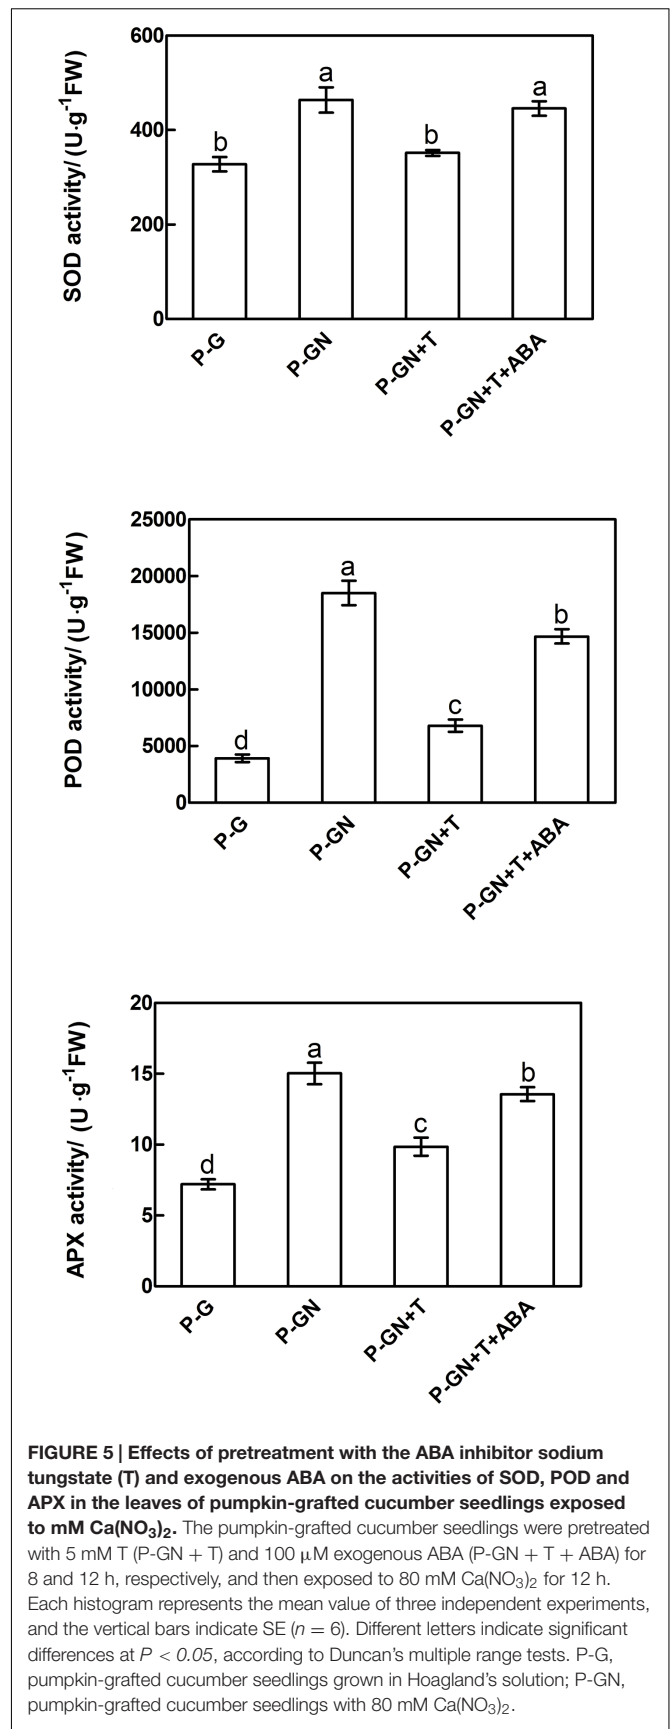 600
400
200
0
SOD activity/ (U·g⁻¹FW)
b
a
b
a
P-G
P-GN
P-GN+T
P-GN+T+ABA
25000
20000
15000
10000
5000
0
POD activity/ (U·g⁻¹FW)
d
a
c
b
P-G
P-GN
P-GN+T
P-GN+T+ABA
20
15
10
5
0
APX activity/ (U·g⁻¹FW)
d
a
c
b
P-G
P-GN
P-GN+T
P-GN+T+ABA
FIGURE 5 | Effects of pretreatment with the ABA inhibitor sodium
tungstate (T) and exogenous ABA on the activities of SOD, POD and
APX in the leaves of pumpkin-grafted cucumber seedlings exposed
to mM Ca(NO₃)₂. The pumpkin-grafted cucumber seedlings were pretreated
with 5 mM T (P-GN + T) and 100 μM exogenous ABA (P-GN + T + ABA) for
8 and 12 h, respectively, and then exposed to 80 mM Ca(NO₃)₂ for 12 h.
Each histogram represents the mean value of three independent experiments,
and the vertical bars indicate SE (n = 6). Different letters indicate significant
differences at P < 0.05, according to Duncan's multiple range tests. P-G,
pumpkin-grafted cucumber seedlings grown in Hoagland's solution; P-GN,
pumpkin-grafted cucumber seedlings with 80 mM Ca(NO₃)₂.